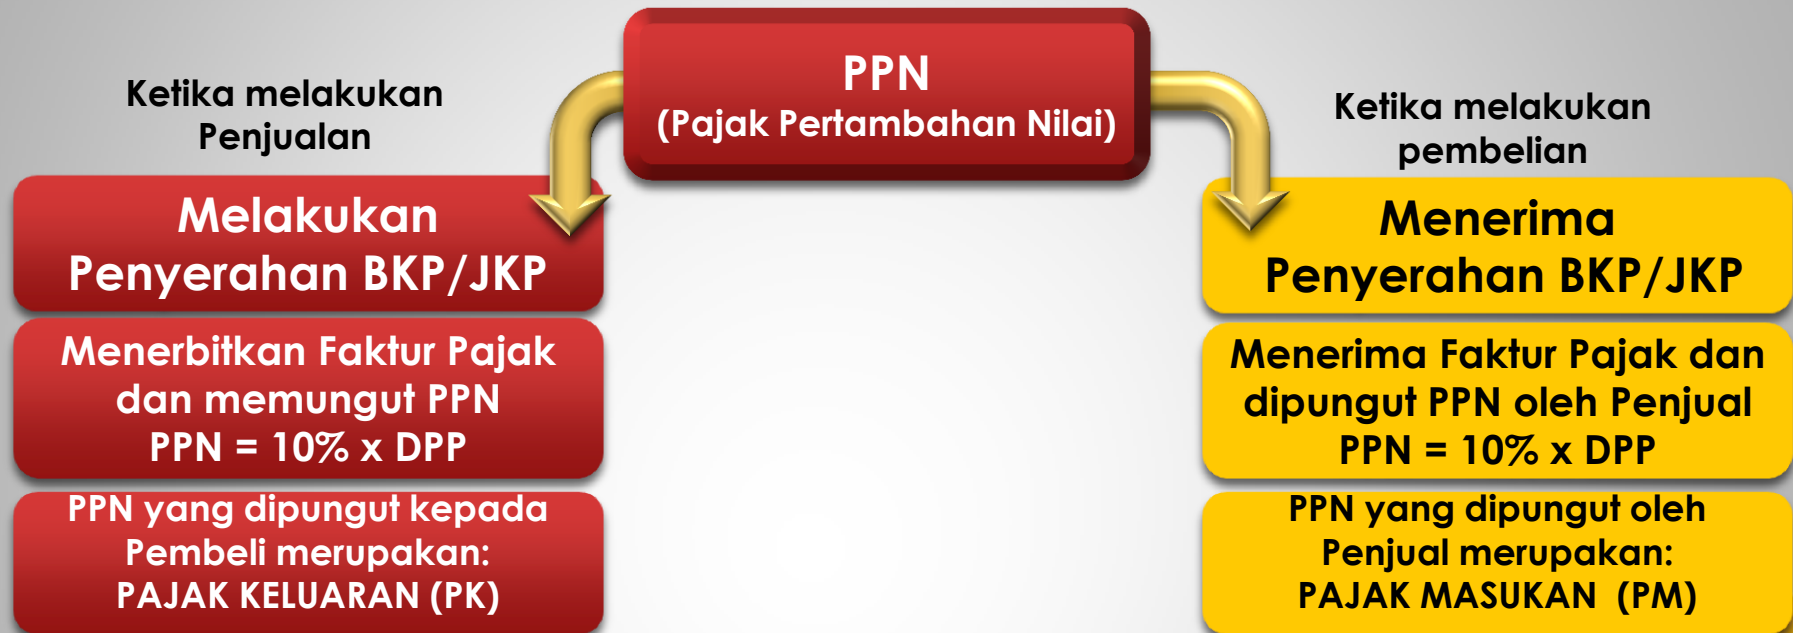 PPN
(Pajak Pertambahan Nilai)
Ketika melakukan
Penjualan
Melakukan
Penyerahan BKP/JKP
Menerbitkan Faktur Pajak
dan memungut PPN
PPN = 10% x DPP
PPN yang dipungut kepada
Pembeli merupakan:
PAJAK KELUARAN (PK)
Ketika melakukan
pembelian
Menerima
Penyerahan BKP/JKP
Menerima Faktur Pajak dan
dipungut PPN oleh Penjual
PPN = 10% x DPP
PPN yang dipungut oleh
Penjual merupakan:
PAJAK MASUKAN (PM)